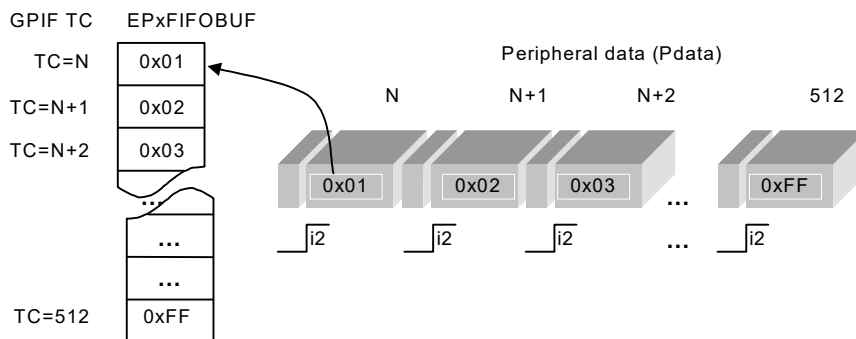 GPIF TC EPxFIFOBUF
Peripheral data (Pdata)
TC=N 0x01
N N+1 N+2 512
TC=N+1 0x02
TC=N+2 0x03
0x01 0x02 0x03 ... 0xFF
...
i2 i2 i2 ... i2
...
...
TC=512 0xFF